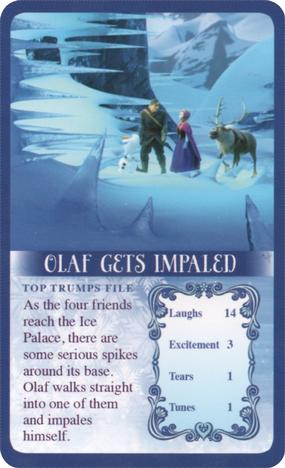 OLAF GETS IMPALED
TOP TRUMPS FILE
As the four friends
reach the Ice
Palace, there are
some serious spikes
around its base.
Olaf walks straight
into one of them
and impales
himself.
Laughs 14
Excitement 3
Tears 1
Tunes 1